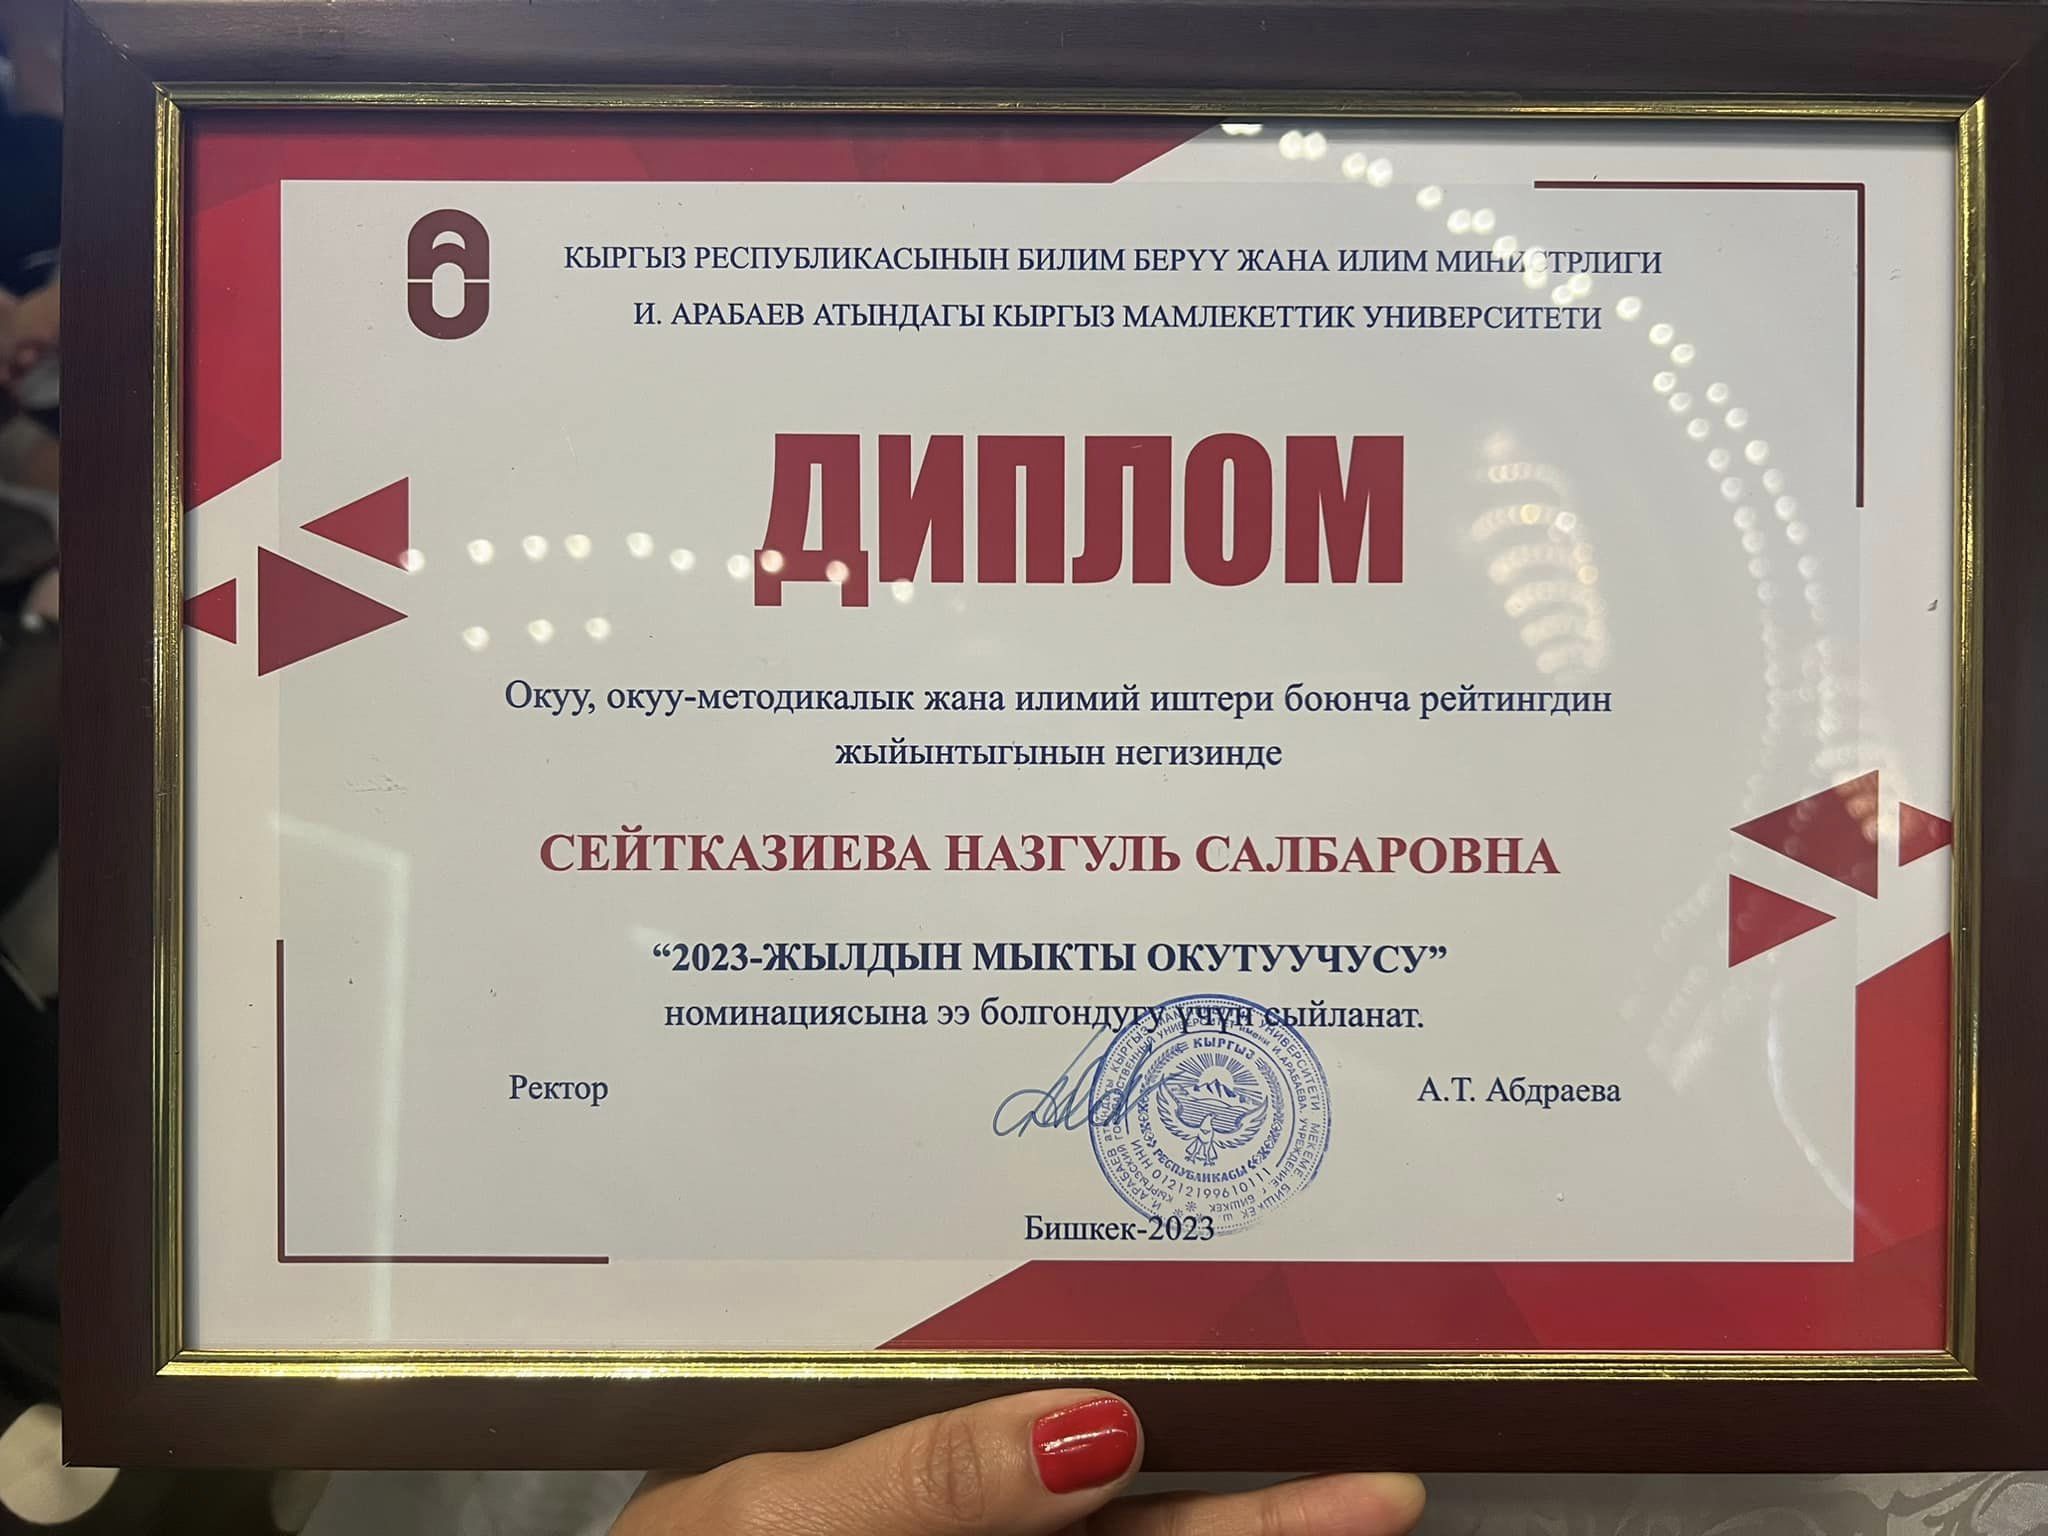 КЫРГЫЗ РЕСПУБЛИКАСЫНЫН БИЛИМ БЕРҮҮ ЖАНА ИЛИМ МИНИСТРЛИГИ
И. АРАБАЕВ АТЫНДАГЫ КЫРГЫЗ МАМЛЕКЕТТИК УНИВЕРСИТЕТИ
ДИПЛОМ
Окуу, окуу-методикалык жана илимий иштери боюнча рейтингдин
жыйынтыгынын негизинде
СЕЙТКАЗИЕВА НАЗГУЛЬ САЛБАРОВНА
“2023-ЖЫЛДЫН МЫКТЫ ОКУТУУЧУСУ”
номинациясына ээ болгондугу үчүн сыйланат.
Ректор
А.Т. Абдраева
КЫРГЫЗ
РЕСПУБЛИКАСЫ
ИНН 01212199610111
Бишкек-2023